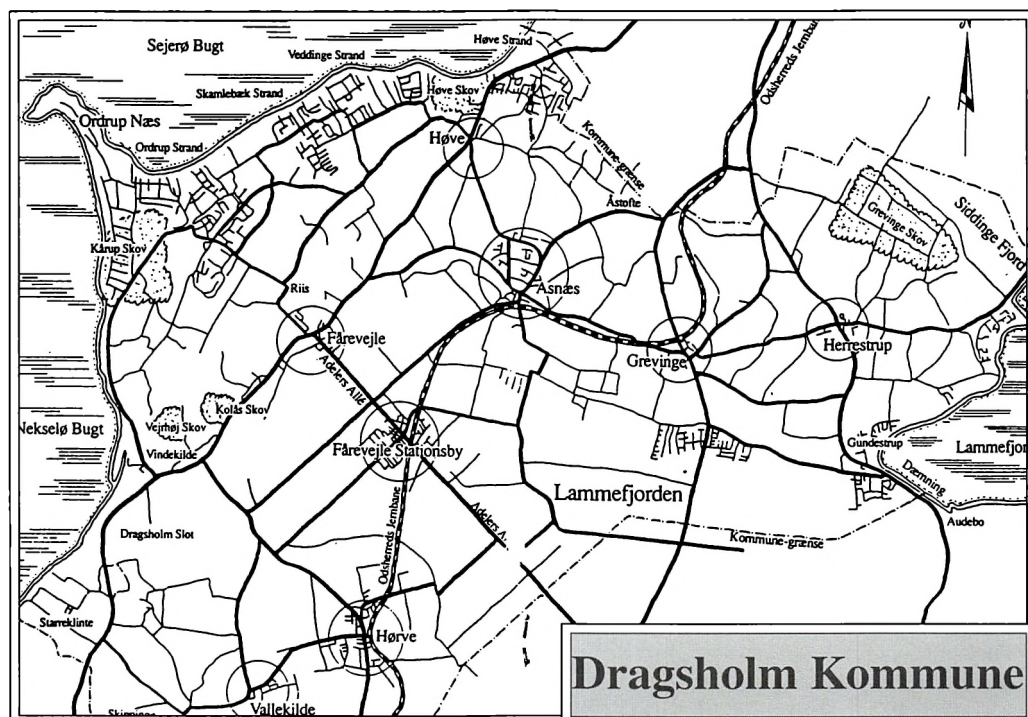 Sejerø Bugt
Høve Strand
Veddinge Strand
Odsherreds Jernbane
Skamlebæk Strand
Høve Skov
Ordrup Næs
Ordrup Strand
Høve
Kommune-grænse
Åstofte
Grevinge Skov
Siddinge Fjord
Kårup Skov
Riis
Asnæs
Fårevejle
Grevinge
Herrestrup
Adelers Allé
Kolås Skov
Vejrhøj Skov
Nekselø Bugt
Vindekilde
Fårevejle Stationsby
Gundestrup
Lammefjor
Dæmning
Lammefjorden
Adelers A.
Audebo
Dragsholm Slot
Odsherreds Jernbane
Kommune-grænse
Starreklinte
Hørve
Dragsholm Kommune
Vallekilde